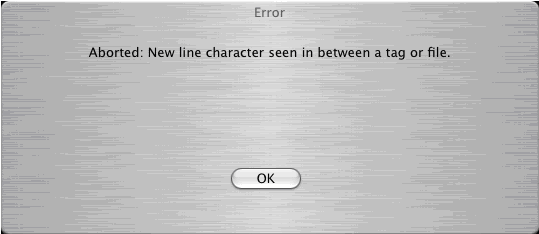 Error
Aborted: New line character seen in between a tag or file.
OK